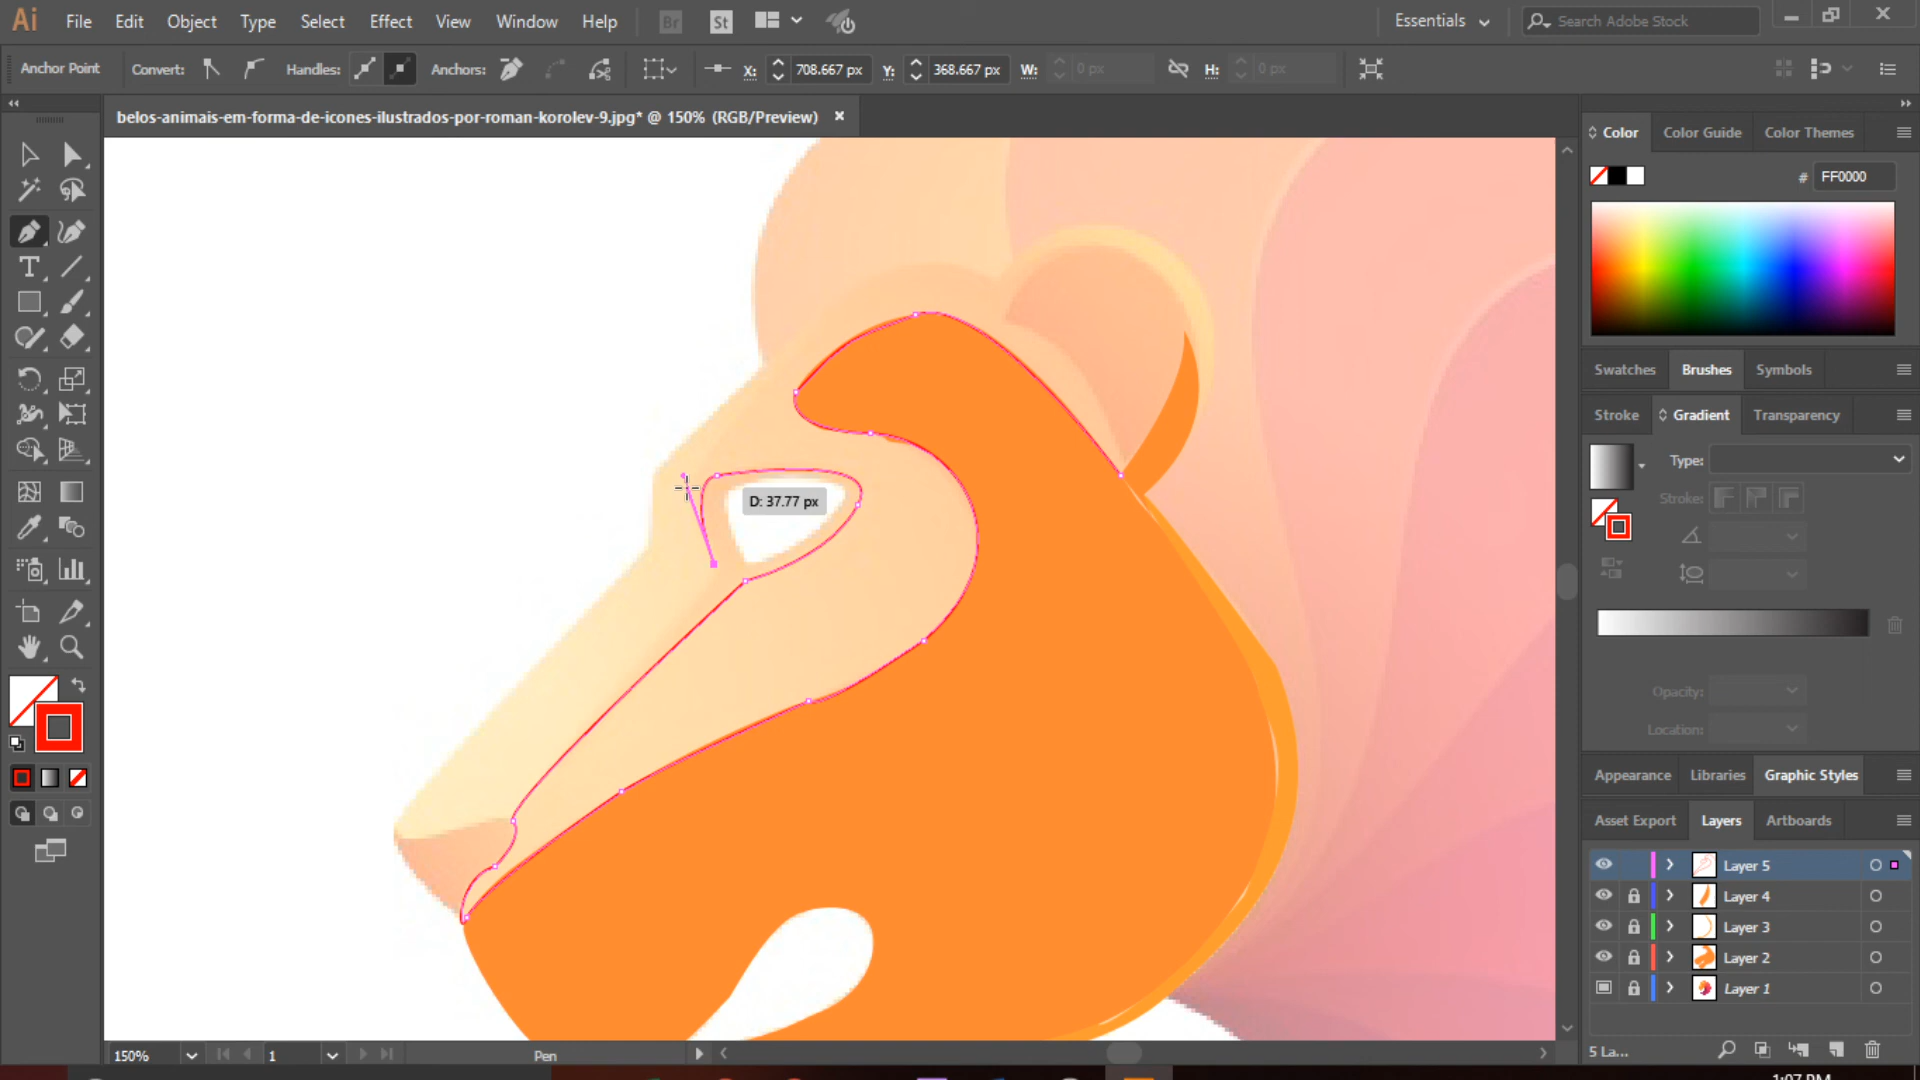 Ai File Edit Object Type Select Effect View Window Help Br St Essentials Search Adobe Stock
Anchor Point Convert: Handles: Anchors: X: 708.667 px Y: 368.667 px W: 0 px H: 0 px
belos-animais-em-forma-de-icones-ilustrados-por-roman-korolev-9.jpg* @ 150% (RGB/Preview)
Color Color Guide Color Themes
# FF0000
Swatches Brushes Symbols
Stroke Gradient Transparency
Type:
Stroke:
D: 37.77 px
Opacity:
Location:
Appearance Libraries Graphic Styles
Asset Export Layers Artboards
Layer 5
Layer 4
Layer 3
Layer 2
Layer 1
150% 1 Pen 5 La...
1:07 PM